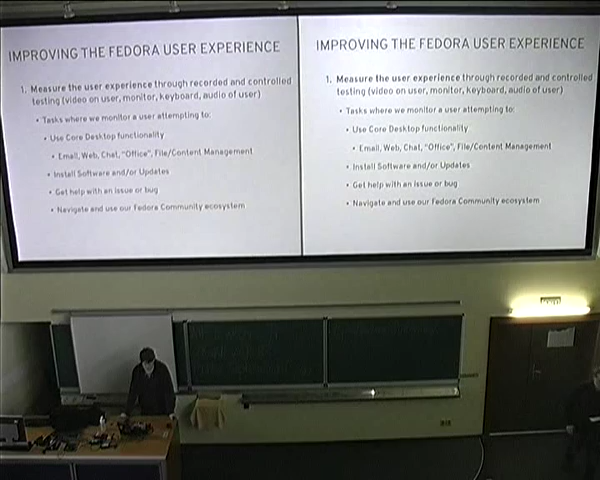 IMPROVING THE FEDORA USER EXPERIENCE
1. Measure the user experience through recorded and controlled
testing (video on user, monitor, keyboard, audio of user)
• Tasks where we monitor a user attempting to:
• Use Core Desktop functionality
• Email, Web, Chat, "Office", File/Content Management
• Install Software and/or Updates
• Get help with an issue or bug
• Navigate and use our Fedora Community ecosystem
IMPROVING THE FEDORA USER EXPERIENCE
1. Measure the user experience through recorded and controlled
testing (video on user, monitor, keyboard, audio of user)
• Tasks where we monitor a user attempting to:
• Use Core Desktop functionality
• Email, Web, Chat, "Office", File/Content Management
• Install Software and/or Updates
• Get help with an issue or bug
• Navigate and use our Fedora Community ecosystem